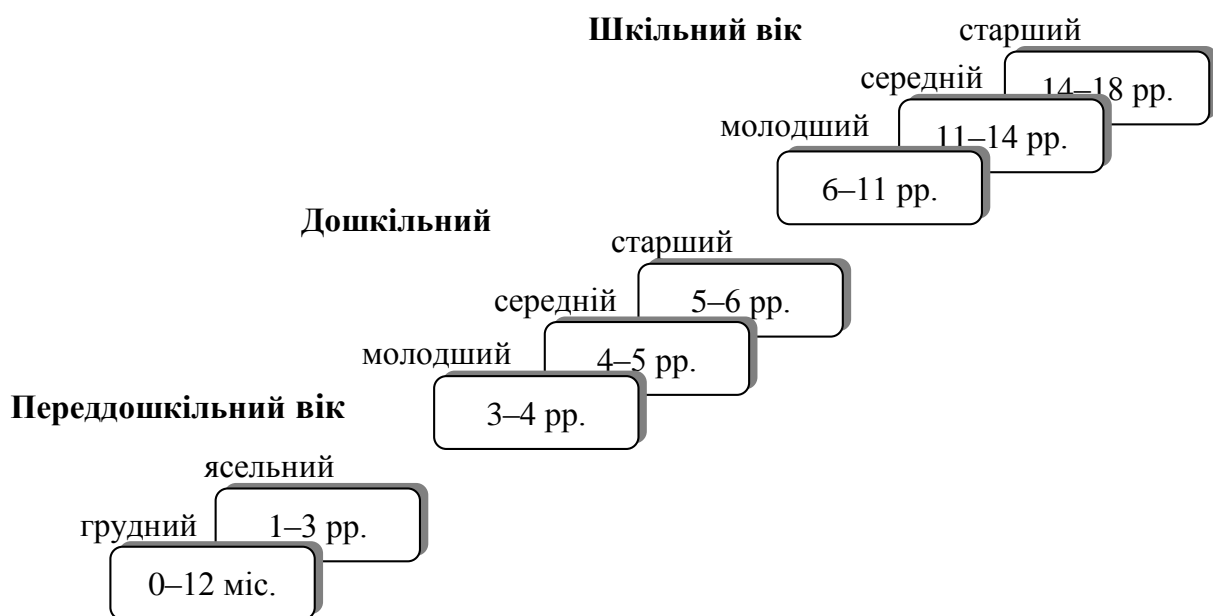 Шкільний вік
старший
14–18 рр.
середній
11–14 рр.
молодший
6–11 рр.
Дошкільний
старший
5–6 рр.
середній
4–5 рр.
молодший
3–4 рр.
Переддошкільний вік
ясельний
1–3 рр.
грудний
0–12 міс.